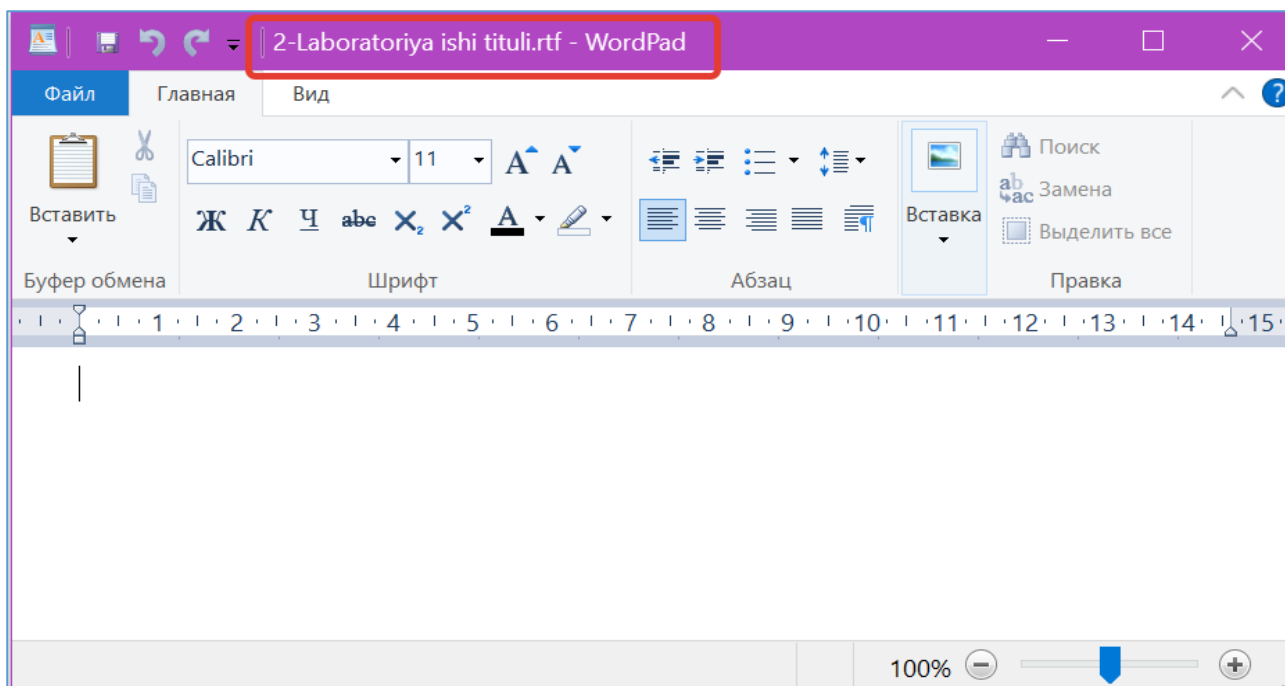 2-Laboratoriya ishi tituli.rtf - WordPad
Файл Главная Вид
Calibri 11
Поиск
Замена
Вставить Ж К Ч abc X₂ X² A Вставка
Выделить все
Буфер обмена Шрифт Абзац Правка
1 2 3 4 5 6 7 8 9 10 11 12 13 14 15
100%